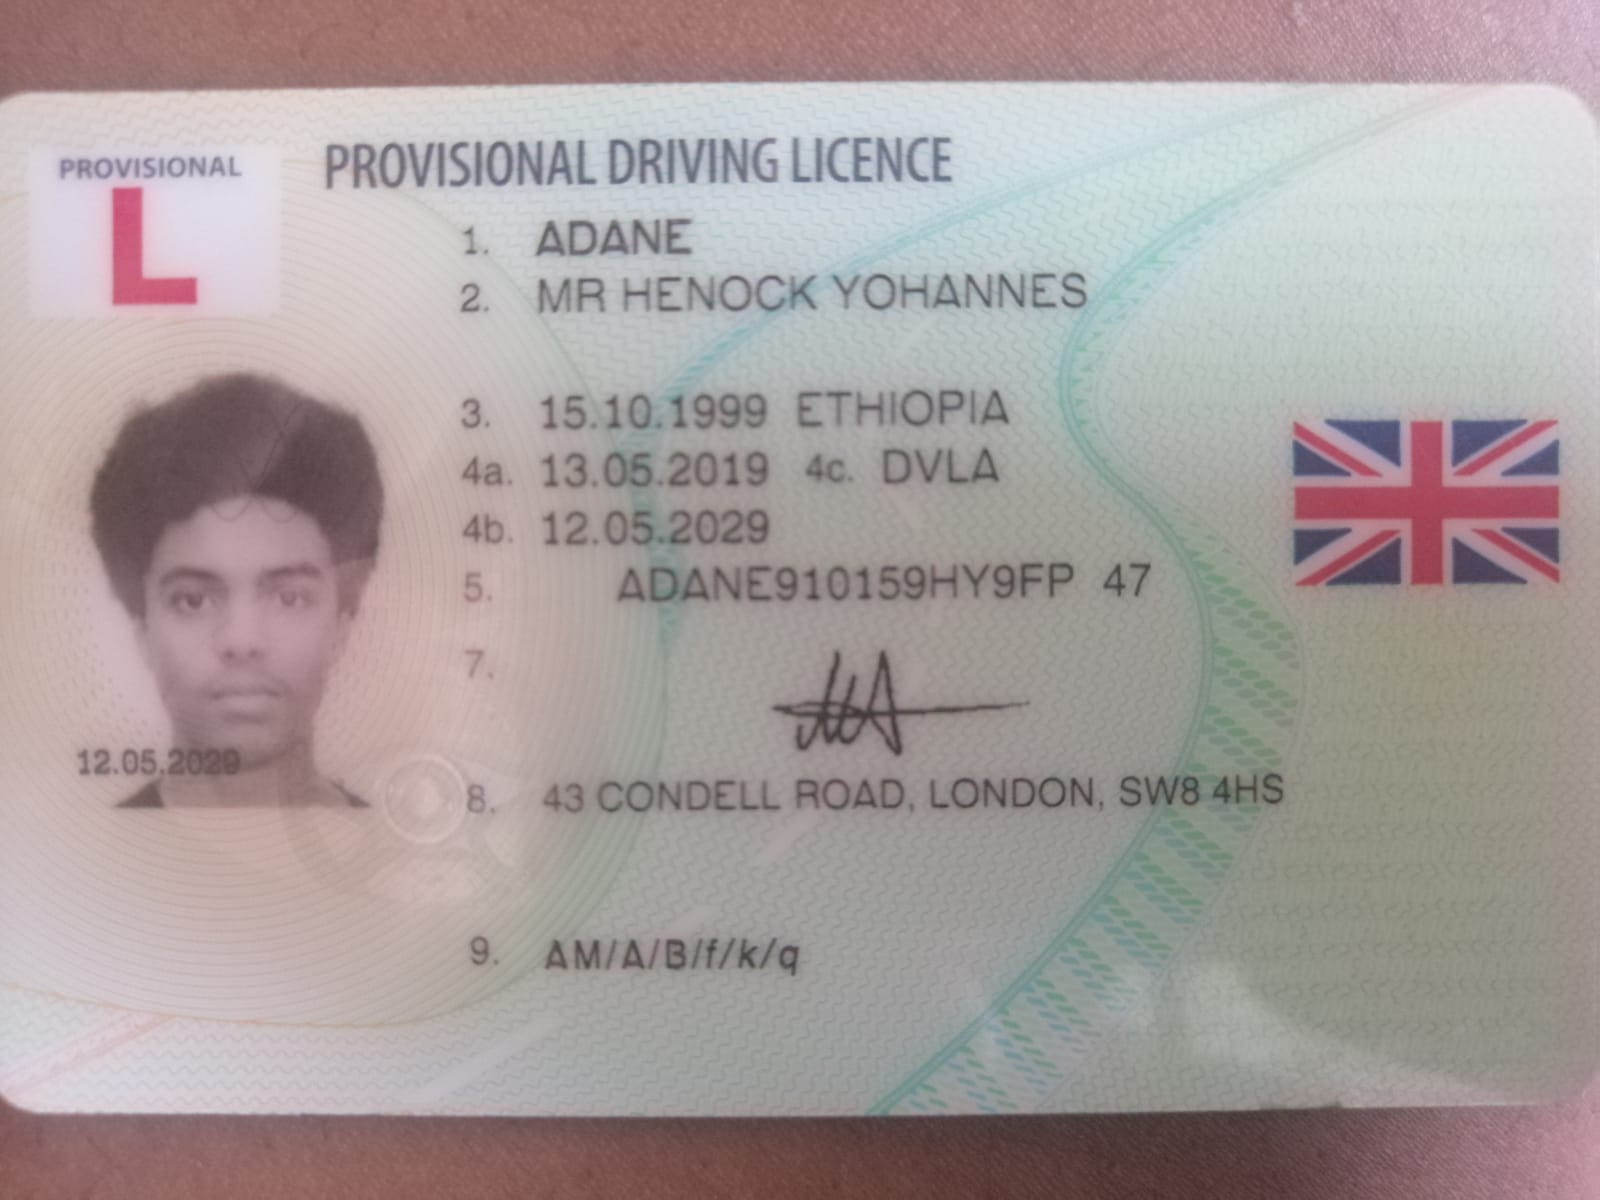 PROVISIONAL
L
PROVISIONAL DRIVING LICENCE
1. ADANE
2. MR HENOCK YOHANNES
3. 15.10.1999 ETHIOPIA
4a. 13.05.2019 4c. DVLA
4b. 12.05.2029
5. ADANE910159HY9FP 47
7.
12.05.2029
8. 43 CONDELL ROAD, LONDON, SW8 4HS
9. AM/A/B/f/k/q